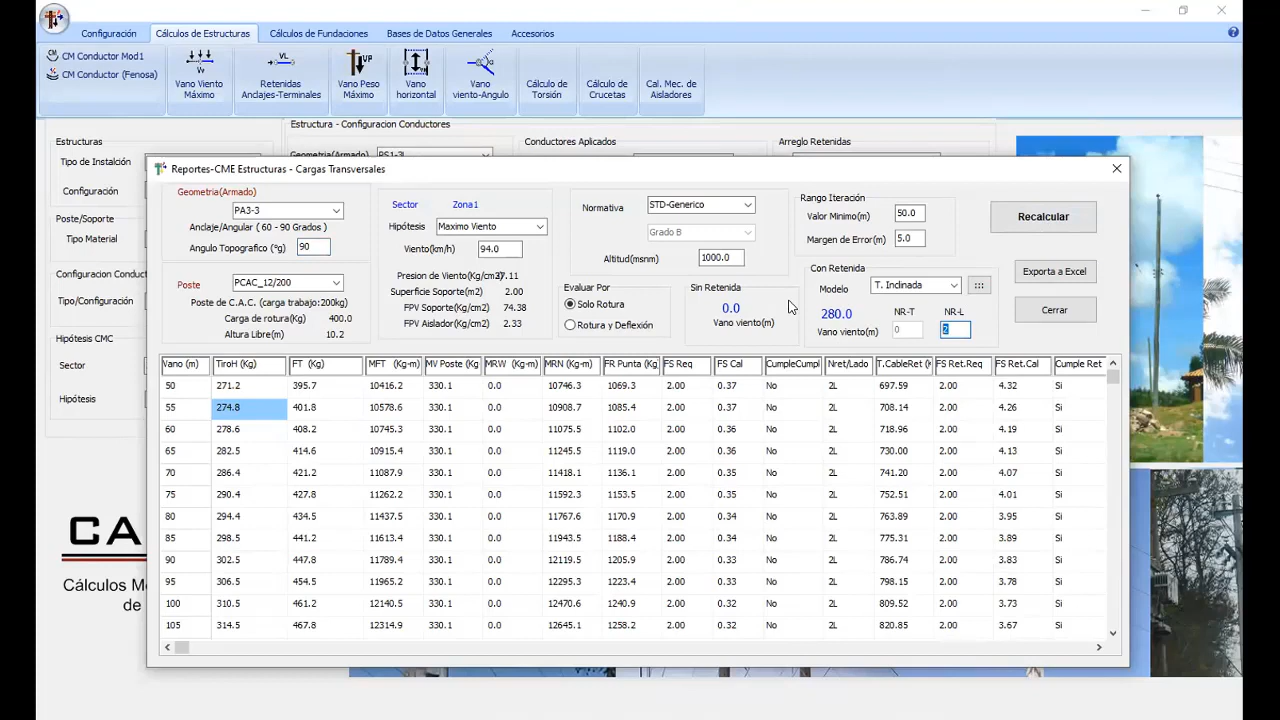 Configuración Cálculos de Estructuras Cálculos de Fundaciones Bases de Datos Generales Accesorios
CM Conductor Mod1
CM Conductor (Fenosa)
Vano Viento Máximo
Retenidas Anclajes-Terminales
Vano Peso Máximo
Vano horizontal
Vano viento-Angulo
Cálculo de Torsión
Cálculo de Crucetas
Cal. Mec. de Aisladores
Estructura - Configuracion Conductores
Estructuras
Conductores Aplicados
Arreglo Retenidas
Tipo de Instalción
Configuración
Poste/Soporte
Tipo Material
Configuracion Conduct
Tipo/Configuración
Hipótesis CMC
Sector
Hipótesis
Reportes-CME Estructuras - Cargas Transversales
Geometria(Armado)
PA3-3
Anclaje/Angular ( 60 - 90 Grados )
Angulo Topografico (°g) 90
Poste PCAC_12/200
Poste de C.A.C. (carga trabajo:200kg)
Carga de rotura(Kg) 400.0
Altura Libre(m) 10.2
Sector Zona1
Hipótesis Maximo Viento
Viento(km/h) 94.0
Presion de Viento(Kg/cm2) 7.11
Superficie Soporte(m) 2.00
FPV Soporte(Kg/cm2) 74.38
FPV Aislador(Kg/cm2) 2.33
Normativa STD-Generico
Grado B
Altitud(msnm) 1000.0
Evaluar Por
Solo Rotura
Rotura y Deflexión
Sin Retenida
0.0
Vano viento(m)
Rango Iteración
Valor Minimo(m) 50.0
Margen de Error(m) 5.0
Con Retenida
Modelo T. Inclinada :::
280.0 NR-T NR-L
Vano viento(m) 0 2
Recalcular
Exporta a Excel
Cerrar
Vano (m) TiroH (Kg) FT (Kg) MFT (Kg-m) MV Poste (Kg MRW (Kg-m) MRN (Kg-m) FR Punta (Kg FS Req FS Cal CumpleCumpl Nret/Lado T.CableRet (k FS Ret.Req FS Ret.Cal Cumple Ret
50 271.2 395.7 10416.2 330.1 0.0 10746.3 1069.3 2.00 0.37 No 2L 697.59 2.00 4.32 Si
55 274.8 401.8 10578.6 330.1 0.0 10908.7 1085.4 2.00 0.37 No 2L 708.14 2.00 4.26 Si
60 278.6 408.2 10745.3 330.1 0.0 11075.5 1102.0 2.00 0.36 No 2L 718.96 2.00 4.19 Si
65 282.5 414.6 10915.4 330.1 0.0 11245.5 1119.0 2.00 0.36 No 2L 730.00 2.00 4.13 Si
70 286.4 421.2 11087.9 330.1 0.0 11418.1 1136.1 2.00 0.35 No 2L 741.20 2.00 4.07 Si
75 290.4 427.8 11262.2 330.1 0.0 11592.3 1153.5 2.00 0.35 No 2L 752.51 2.00 4.01 Si
80 294.4 434.5 11437.5 330.1 0.0 11767.6 1170.9 2.00 0.34 No 2L 763.89 2.00 3.95 Si
85 298.5 441.2 11613.4 330.1 0.0 11943.5 1188.4 2.00 0.34 No 2L 775.31 2.00 3.89 Si
90 302.5 447.8 11789.4 330.1 0.0 12119.5 1205.9 2.00 0.33 No 2L 786.74 2.00 3.83 Si
95 306.5 454.5 11965.2 330.1 0.0 12295.3 1223.4 2.00 0.33 No 2L 798.15 2.00 3.78 Si
100 310.5 461.2 12140.5 330.1 0.0 12470.6 1240.9 2.00 0.32 No 2L 809.52 2.00 3.73 Si
105 314.5 467.8 12314.9 330.1 0.0 12645.1 1258.2 2.00 0.32 No 2L 820.85 2.00 3.67 Si
CA
Cálculos M
de